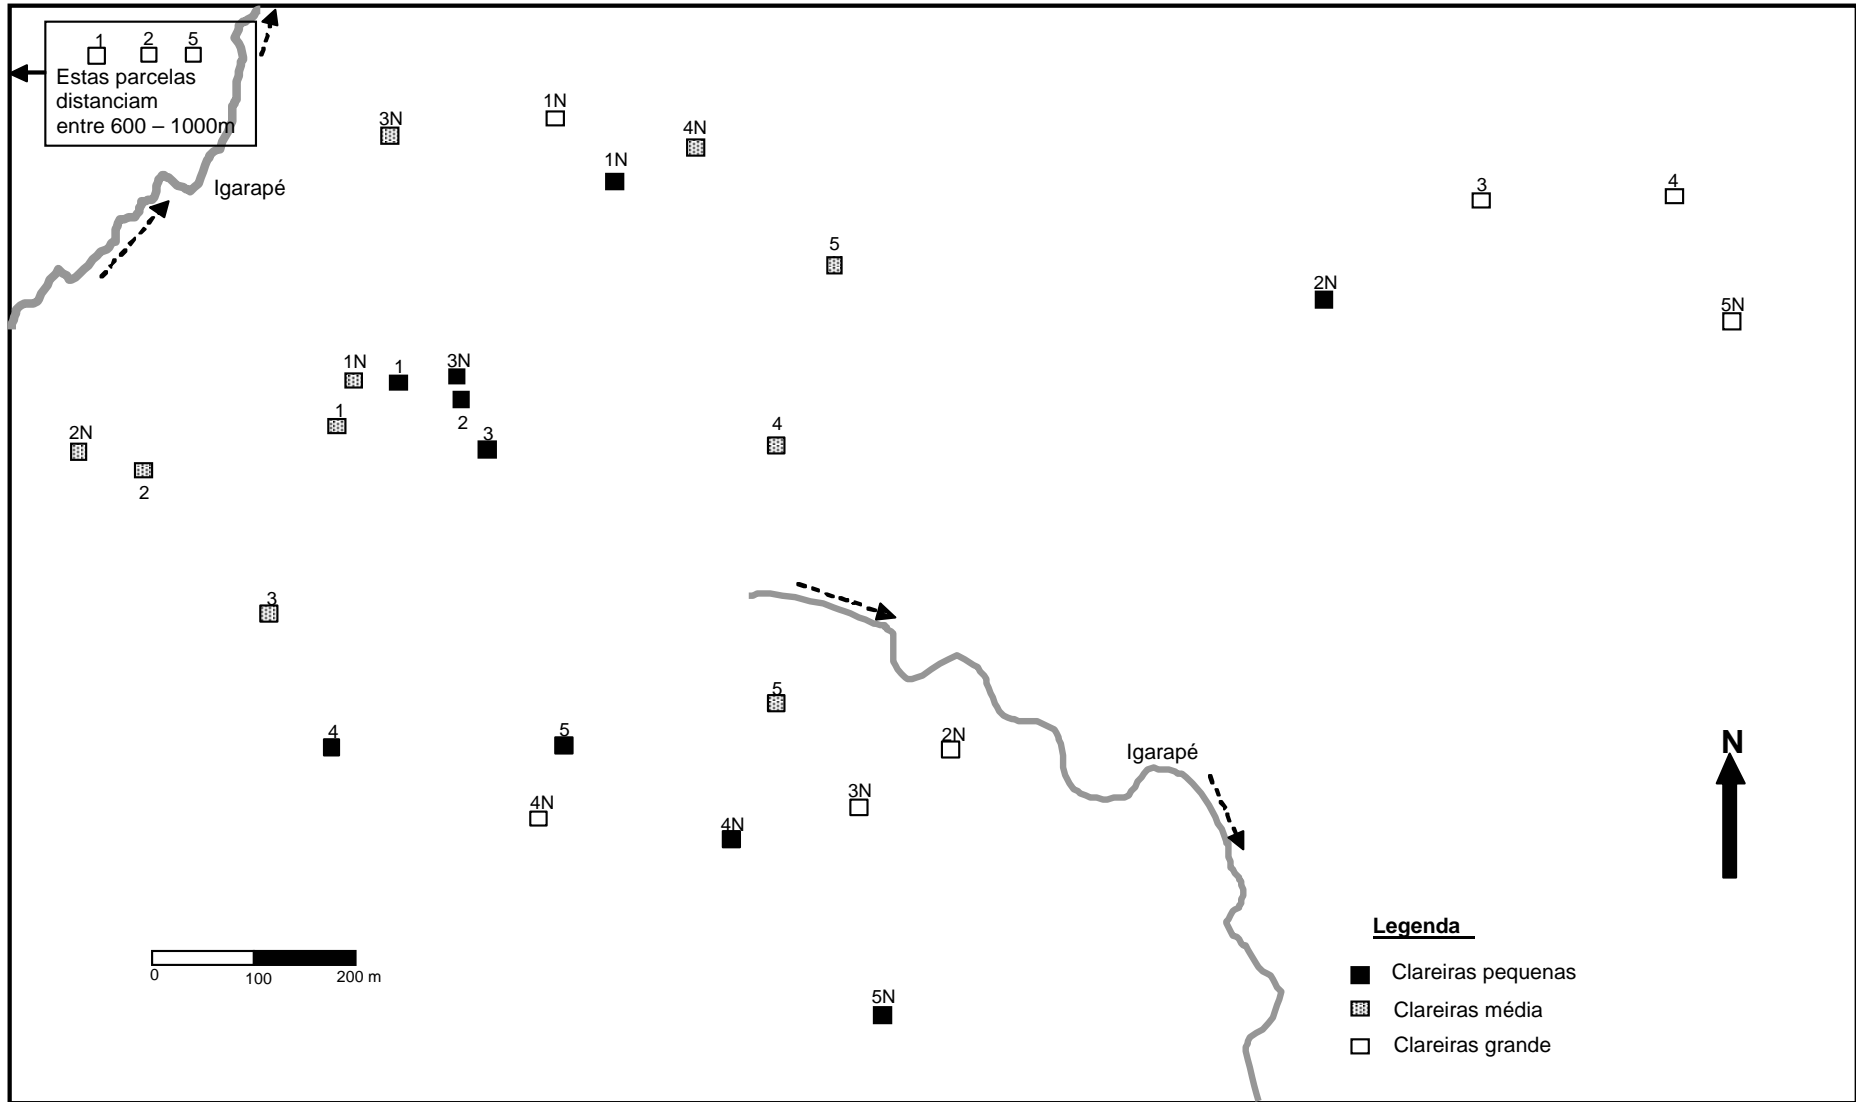 1 2 5
Estas parcelas
distanciam
entre 600 – 1000m
Igarapé
3N
1N
4N
1N
3
4
5
2N
5N
1N
1
3N
1
2
3
4
2N
2
3
5
4
5
2N
Igarapé
N
4N
3N
4N
0 100 200 m
5N
Legenda
Clareiras pequenas
Clareiras média
Clareiras grande